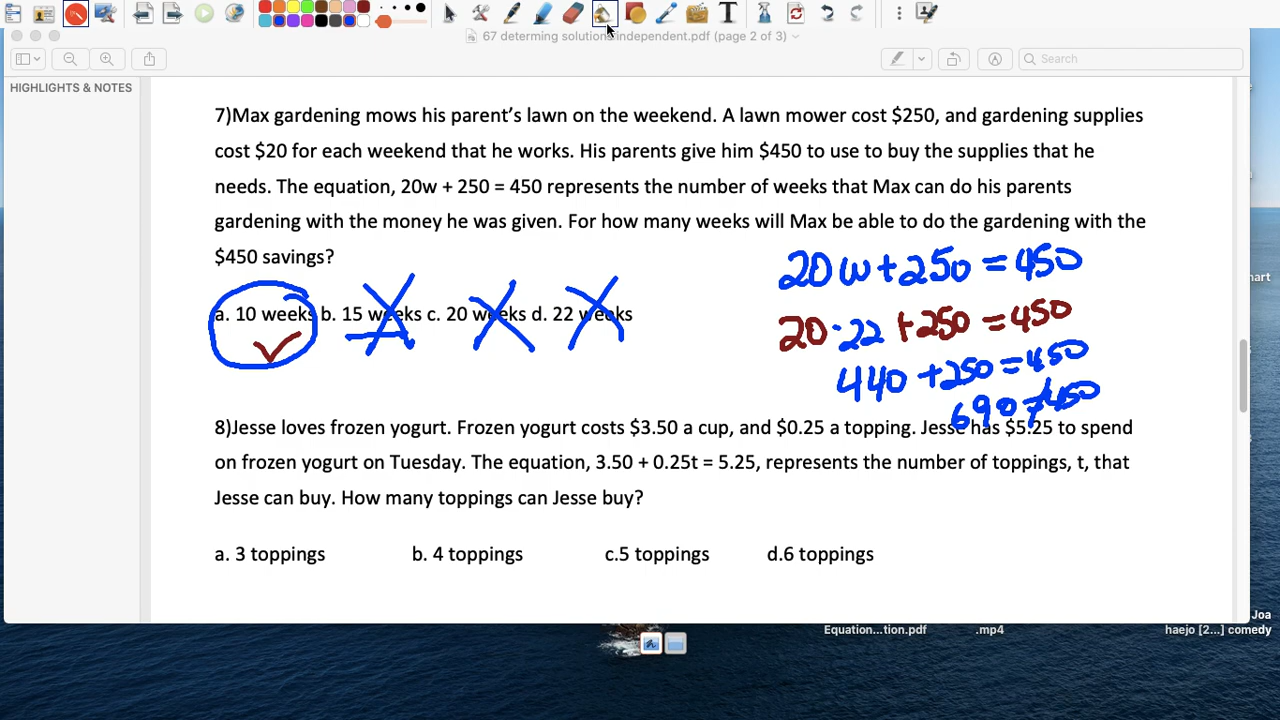 67 determing solutions independent.pdf (page 2 of 3)
Search
HIGHLIGHTS & NOTES
7)Max gardening mows his parent’s lawn on the weekend. A lawn mower cost $250, and gardening supplies
cost $20 for each weekend that he works. His parents give him $450 to use to buy the supplies that he
needs. The equation, 20w + 250 = 450 represents the number of weeks that Max can do his parents
gardening with the money he was given. For how many weeks will Max be able to do the gardening with the
$450 savings?
20w+250=450
a. 10 weeks b. 15 weeks c. 20 weeks d. 22 weeks
20·22 +250=450
440 +250=450
690≠450
8)Jesse loves frozen yogurt. Frozen yogurt costs $3.50 a cup, and $0.25 a topping. Jesse has $5.25 to spend
on frozen yogurt on Tuesday. The equation, 3.50 + 0.25t = 5.25, represents the number of toppings, t, that
Jesse can buy. How many toppings can Jesse buy?
a. 3 toppings b. 4 toppings c.5 toppings d.6 toppings
Equation...tion.pdf .mp4 haejo [2...] comedy
Joa